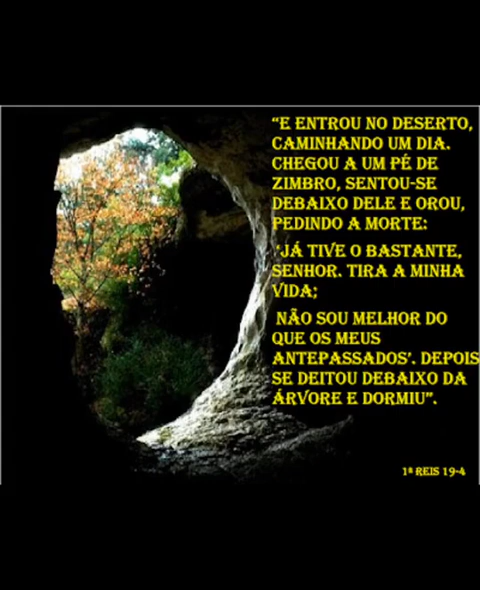 “E ENTROU NO DESERTO,
CAMINHANDO UM DIA.
CHEGOU A UM PÉ DE
ZIMBRO, SENTOU-SE
DEBAIXO DELE E OROU,
PEDINDO A MORTE:
‘JÁ TIVE O BASTANTE,
SENHOR. TIRA A MINHA
VIDA;
NÃO SOU MELHOR DO
QUE OS MEUS
ANTEPASSADOS’. DEPOIS
SE DEITOU DEBAIXO DA
ÁRVORE E DORMIU”.
1ª REIS 19-4